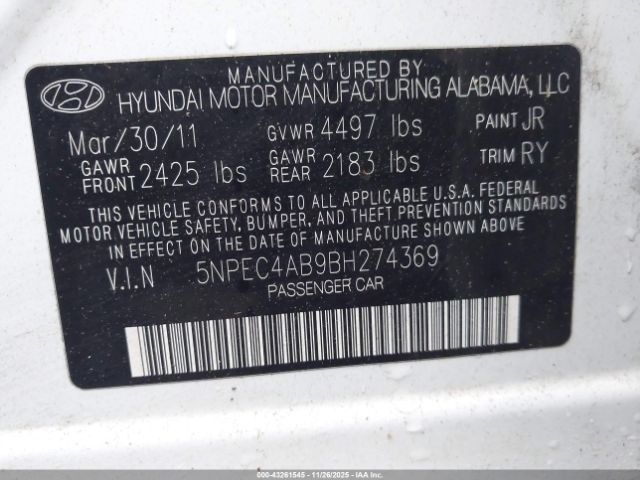 MANUFACTURED BY
HYUNDAI MOTOR MANUFACTURING ALABAMA, LLC
Mar/30/11 GVWR 4497 lbs PAINT JR
GAWR FRONT 2425 lbs GAWR REAR 2183 lbs TRIM RY
THIS VEHICLE CONFORMS TO ALL APPLICABLE U.S.A. FEDERAL
MOTOR VEHICLE SAFETY, BUMPER, AND THEFT PREVENTION STANDARDS
IN EFFECT ON THE DATE OF MANUFACTURE SHOWN ABOVE.
V.I.N 5NPEC4AB9BH274369
PASSENGER CAR
000-43261545 - 11/26/2025 - IAAI.COM